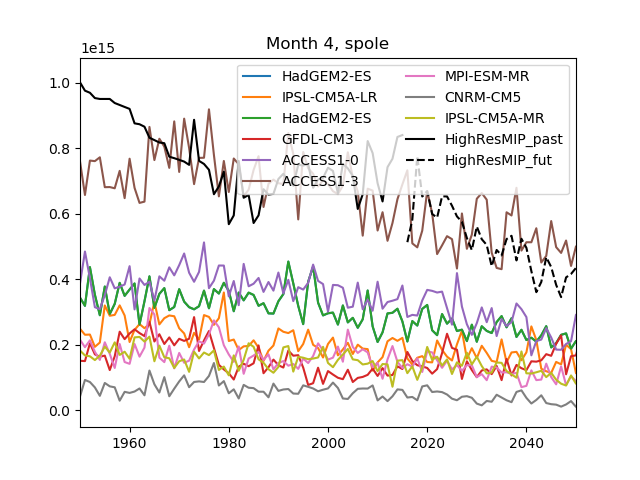 Month 4, spole
1e15
1.0
0.8
0.6
0.4
0.2
0.0
1960
1980
2000
2020
2040
HadGEM2-ES
IPSL-CM5A-LR
HadGEM2-ES
GFDL-CM3
ACCESS1-0
ACCESS1-3
MPI-ESM-MR
CNRM-CM5
IPSL-CM5A-MR
HighResMIP_past
HighResMIP_fut